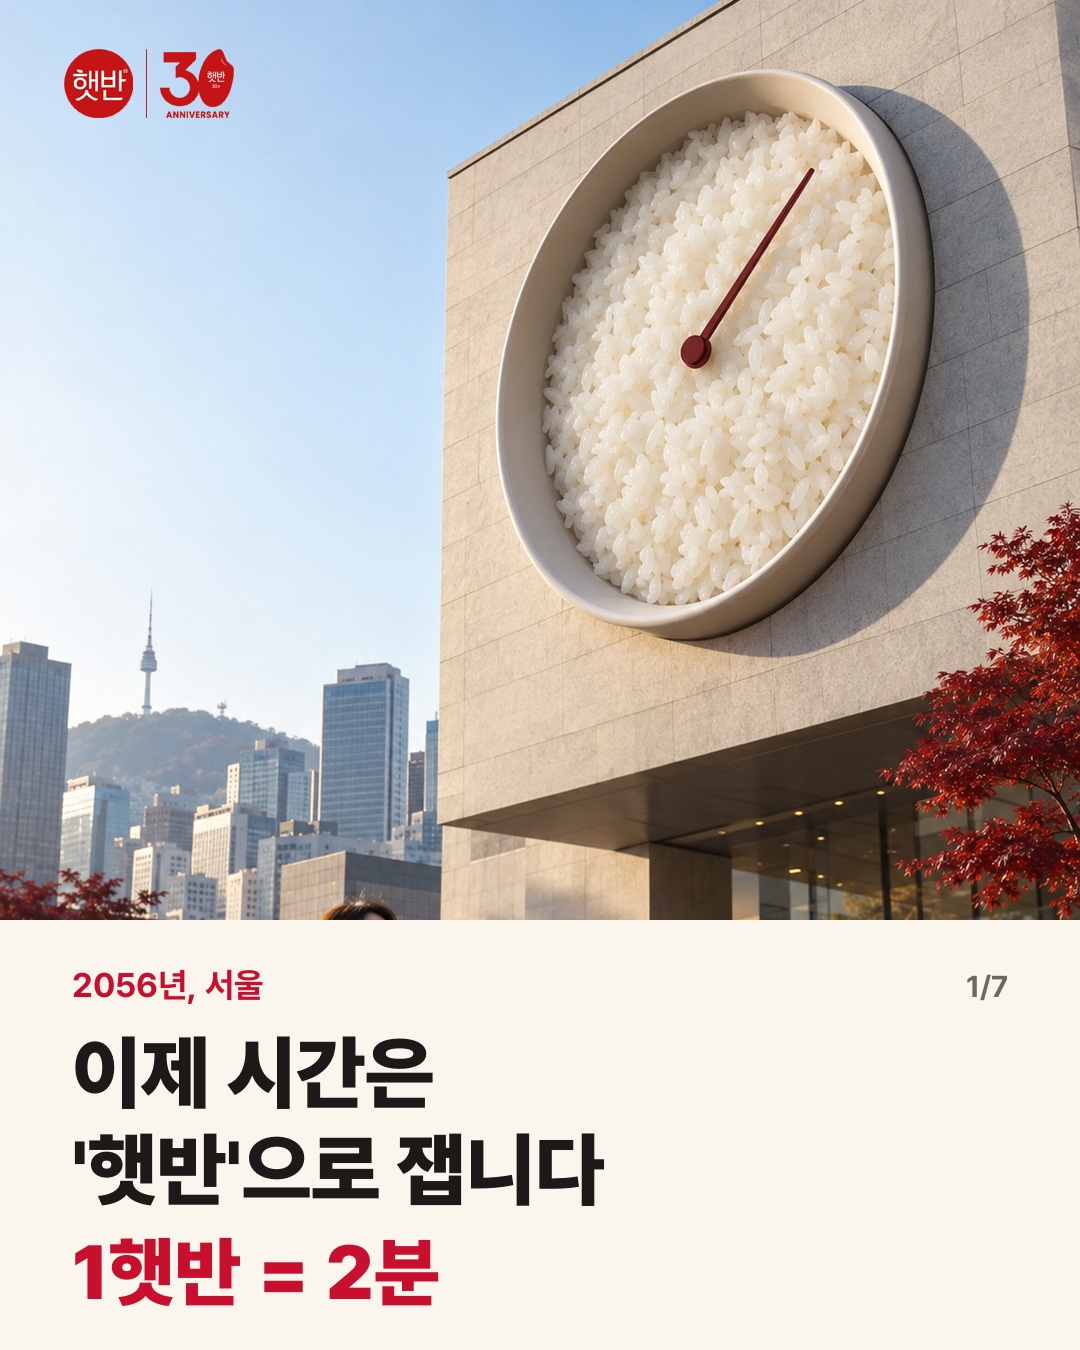 햇반
30
햇반
ANNIVERSARY
2056년, 서울
1/7
이제 시간은
'햇반'으로 잽니다
1햇반 = 2분